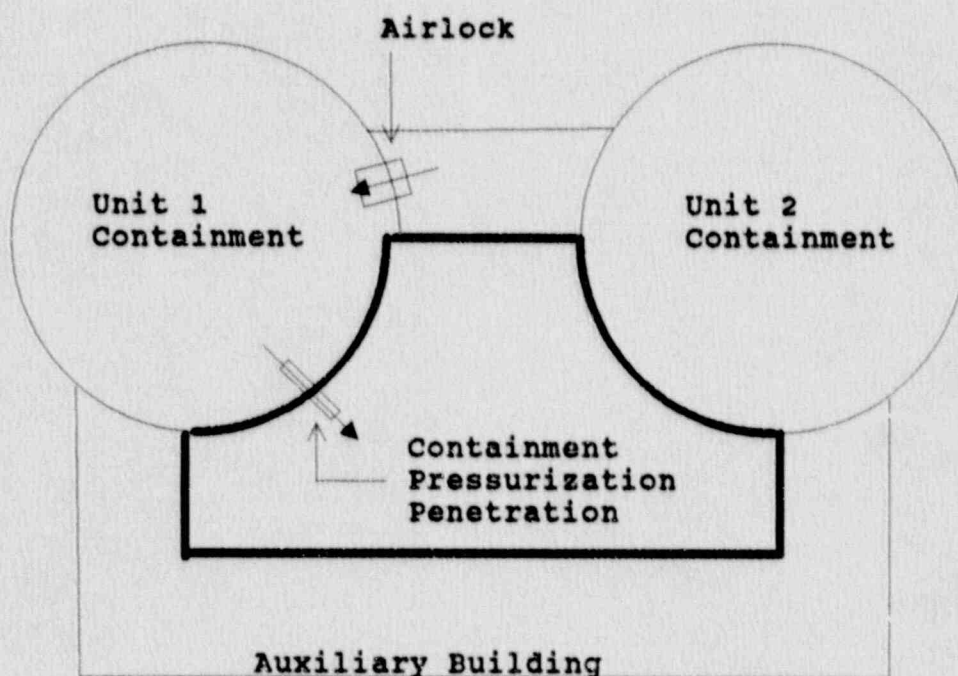 Airlock
Unit 1
Containment
Unit 2
Containment
Containment
Pressurization
Penetration
Auxiliary Building